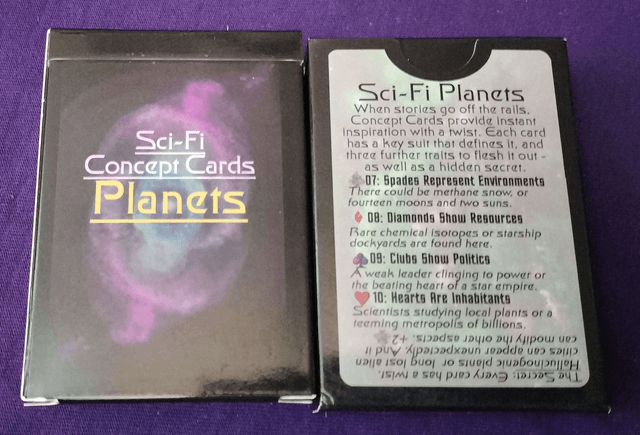 Sci-Fi
Concept Cards
Planets
Sci-Fi Planets
When stories go off the rails,
Concept Cards provide instant
inspiration with a twist. Each card
has a key suit that defines it, and
three further traits to flesh it out -
as well as a hidden secret.
07: Spades Represent Environments
There could be methane snow, or
fourteen moons and two suns.
08: Diamonds Show Resources
Rare chemical isotopes or starship
dockyards are found here.
09: Clubs Show Politics
A weak leader clinging to power or
the beating heart of a star empire.
10: Hearts Are Inhabitants
Scientists studying local plants or a
teeming metropolis of billions.
The Secret: Every card has a twist.
Hallucinogenic plants or long lost alien
cities can appear unexpectedly. And it
can modify the other aspects. +2